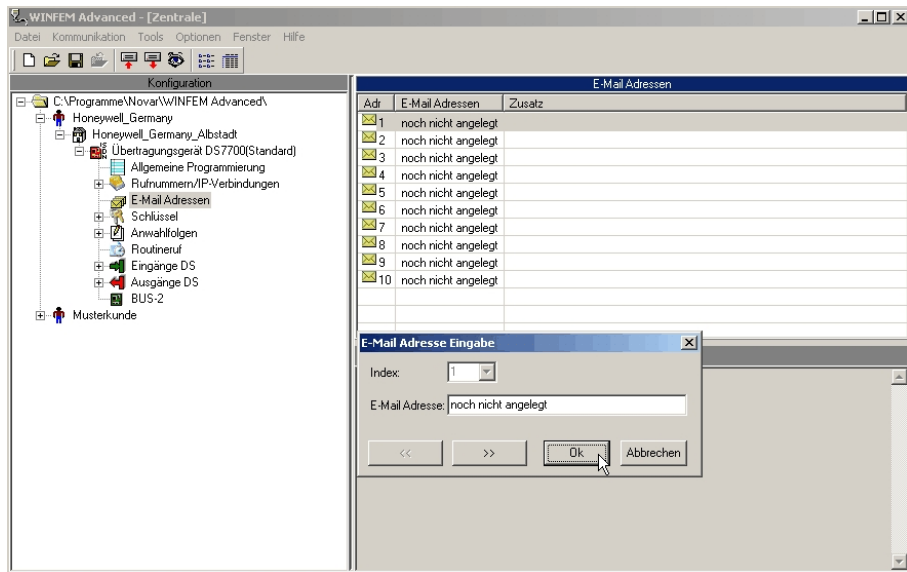 WINFEM Advanced - [Zentrale]
Datei Kommunikation Tools Optionen Fenster Hilfe
Konfiguration
C:\Programme\Novar\WINFEM Advanced\
Honeywell_Germany
Honeywell_Germany_Albstadt
Übertragungsgerät DS7700(Standard)
Allgemeine Programmierung
Rufnummern/IP-Verbindungen
E-Mail Adressen
Schlüssel
Anwahlfolgen
Routineruf
Eingänge DS
Ausgänge DS
BUS-2
Musterkunde
E-Mail Adressen
Adr E-Mail Adressen Zusatz
1 noch nicht angelegt
2 noch nicht angelegt
3 noch nicht angelegt
4 noch nicht angelegt
5 noch nicht angelegt
6 noch nicht angelegt
7 noch nicht angelegt
8 noch nicht angelegt
9 noch nicht angelegt
10 noch nicht angelegt
E-Mail Adresse Eingabe
Index: 1
E-Mail Adresse: noch nicht angelegt
<< >> Ok Abbrechen